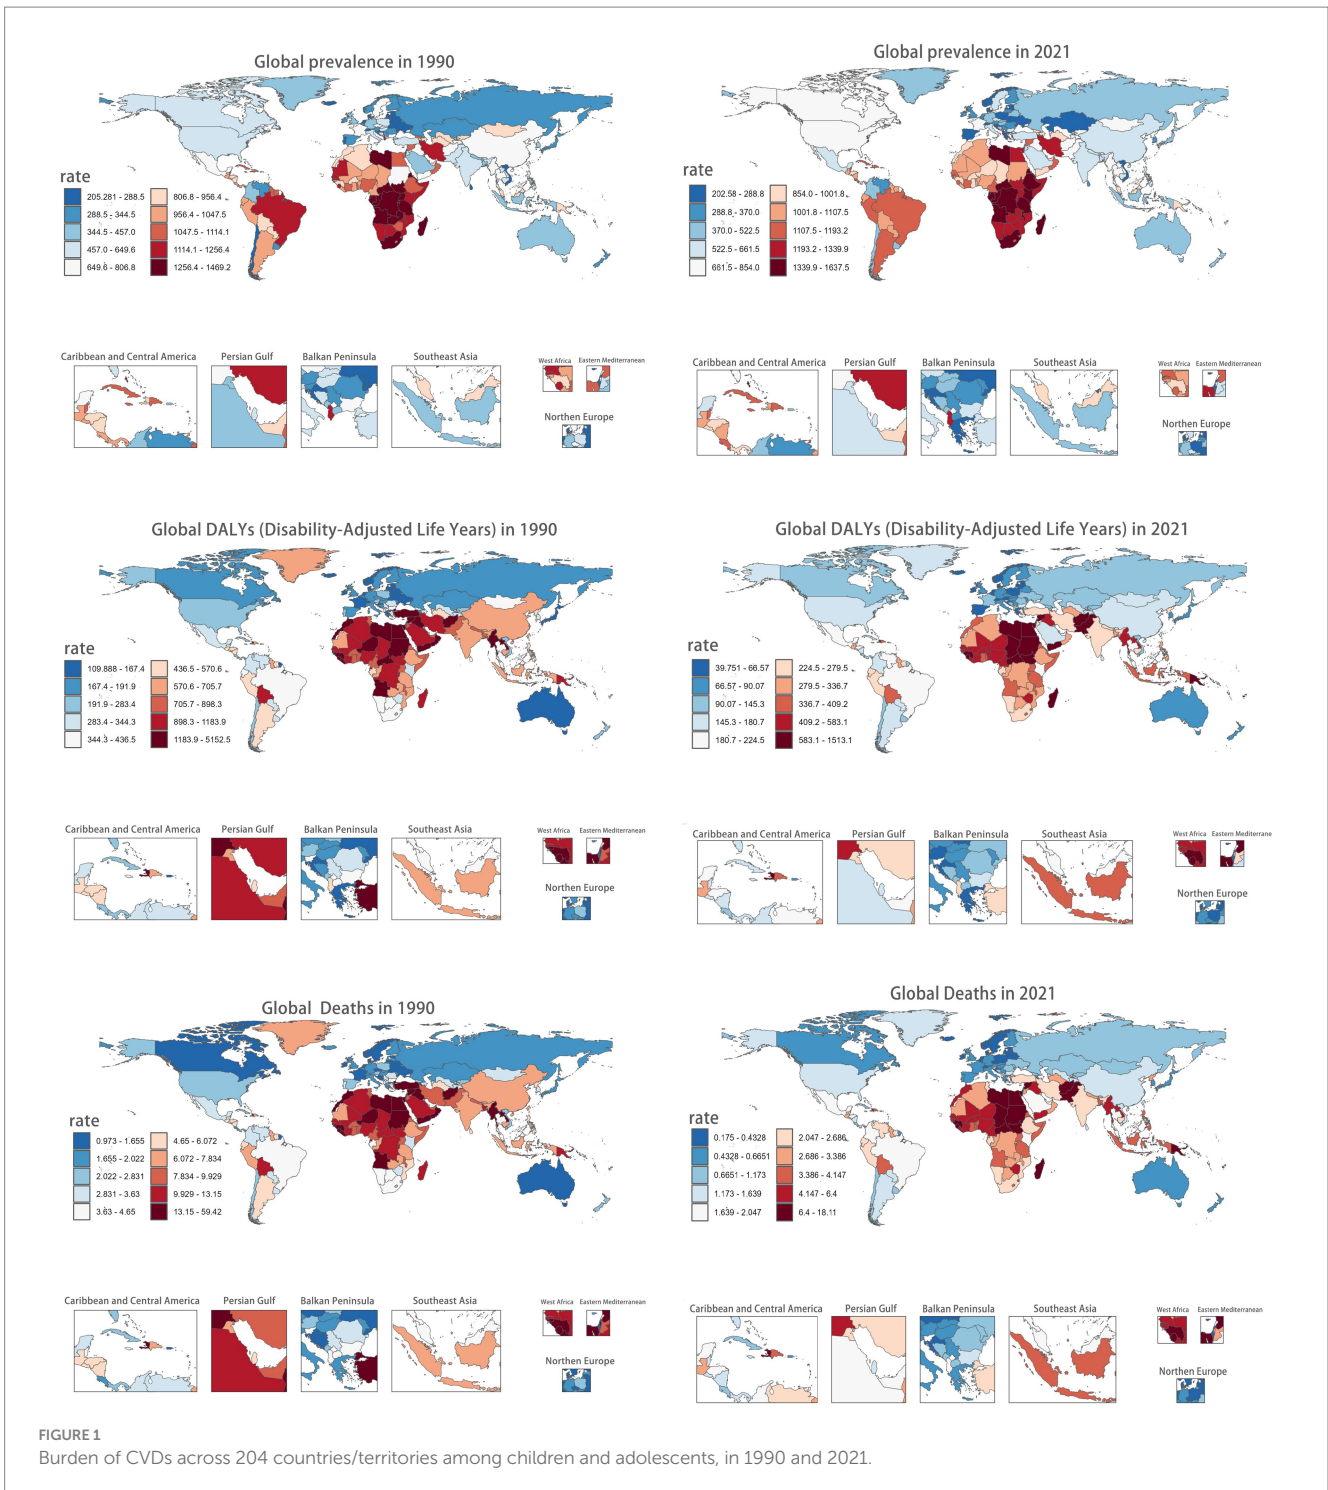 Global prevalence in 1990
rate
205.281 - 288.5
288.5 - 344.5
344.5 - 457.0
457.0 - 649.6
649.6 - 806.8
806.8 - 956.4
956.4 - 1047.5
1047.5 - 1114.1
1114.1 - 1256.4
1256.4 - 1469.2
Caribbean and Central America
Persian Gulf
Balkan Peninsula
Southeast Asia
West Africa
Eastern Mediterranean
Northen Europe
Global prevalence in 2021
rate
202.58 - 288.8
288.8 - 370.0
370.0 - 522.5
522.5 - 661.5
661.5 - 854.0
854.0 - 1001.8
1001.8 - 1107.5
1107.5 - 1193.2
1193.2 - 1339.9
1339.9 - 1637.5
Caribbean and Central America
Persian Gulf
Balkan Peninsula
Southeast Asia
West Africa
Eastern Mediterranean
Northen Europe
Global DALYs (Disability-Adjusted Life Years) in 1990
rate
109.888 - 167.4
167.4 - 191.9
191.9 - 283.4
283.4 - 344.3
344.3 - 436.5
436.5 - 570.6
570.6 - 705.7
705.7 - 898.3
898.3 - 1183.9
1183.9 - 5152.5
Caribbean and Central America
Persian Gulf
Balkan Peninsula
Southeast Asia
West Africa
Eastern Mediterranean
Northen Europe
Global DALYs (Disability-Adjusted Life Years) in 2021
rate
39.751 - 66.57
66.57 - 90.07
90.07 - 145.3
145.3 - 180.7
180.7 - 224.5
224.5 - 279.5
279.5 - 336.7
336.7 - 409.2
409.2 - 583.1
583.1 - 1513.1
Caribbean and Central America
Persian Gulf
Balkan Peninsula
Southeast Asia
West Africa
Eastern Mediterrane
Northen Europe
Global Deaths in 1990
rate
0.973 - 1.655
1.655 - 2.022
2.022 - 2.831
2.831 - 3.63
3.63 - 4.65
4.65 - 6.072
6.072 - 7.834
7.834 - 9.929
9.929 - 13.15
13.15 - 59.42
Caribbean and Central America
Persian Gulf
Balkan Peninsula
Southeast Asia
West Africa
Eastern Mediterranean
Northen Europe
Global Deaths in 2021
rate
0.175 - 0.4328
0.4328 - 0.6651
0.6651 - 1.173
1.173 - 1.639
1.639 - 2.047
2.047 - 2.686
2.686 - 3.386
3.386 - 4.147
4.147 - 6.4
6.4 - 18.11
Caribbean and Central America
Persian Gulf
Balkan Peninsula
Southeast Asia
West Africa
Eastern Mediterranean
Northen Europe
FIGURE 1
Burden of CVDs across 204 countries/territories among children and adolescents, in 1990 and 2021.